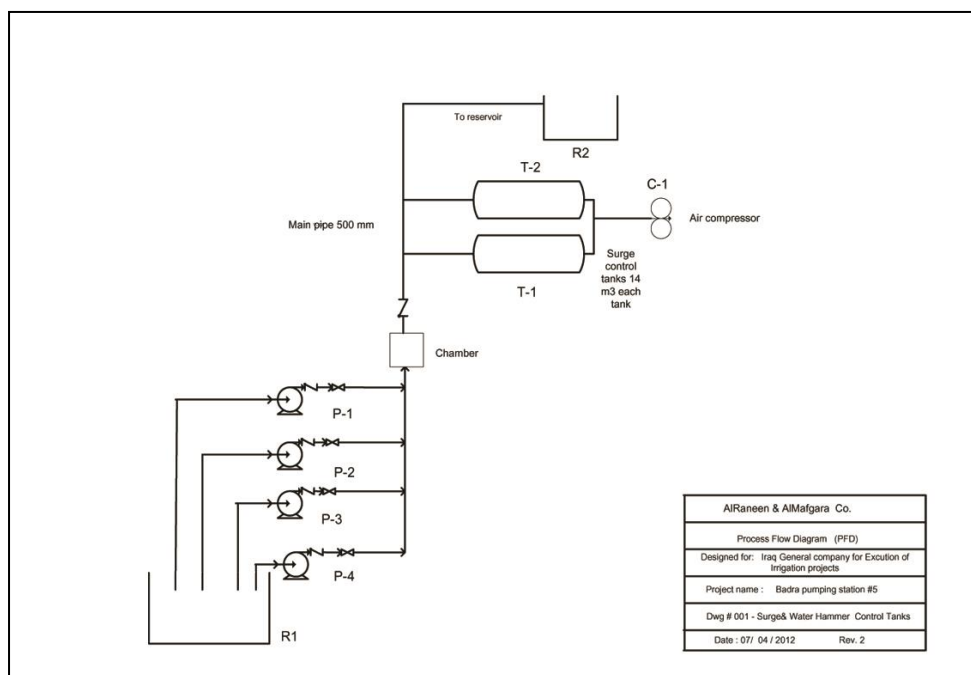 To reservoir
R2
T-2
C-1
Main pipe 500 mm
Air compressor
Surge
control
tanks 14
m3 each
tank
T-1
Chamber
P-1
P-2
P-3
P-4
R1
AlRaneen & AlMafgara Co.
Process Flow Diagram (PFD)
Designed for: Iraq General company for Excution of
Irrigation projects
Project name : Badra pumping station #5
Dwg # 001 - Surge& Water Hammer Control Tanks
Date : 07/ 04 / 2012 Rev. 2